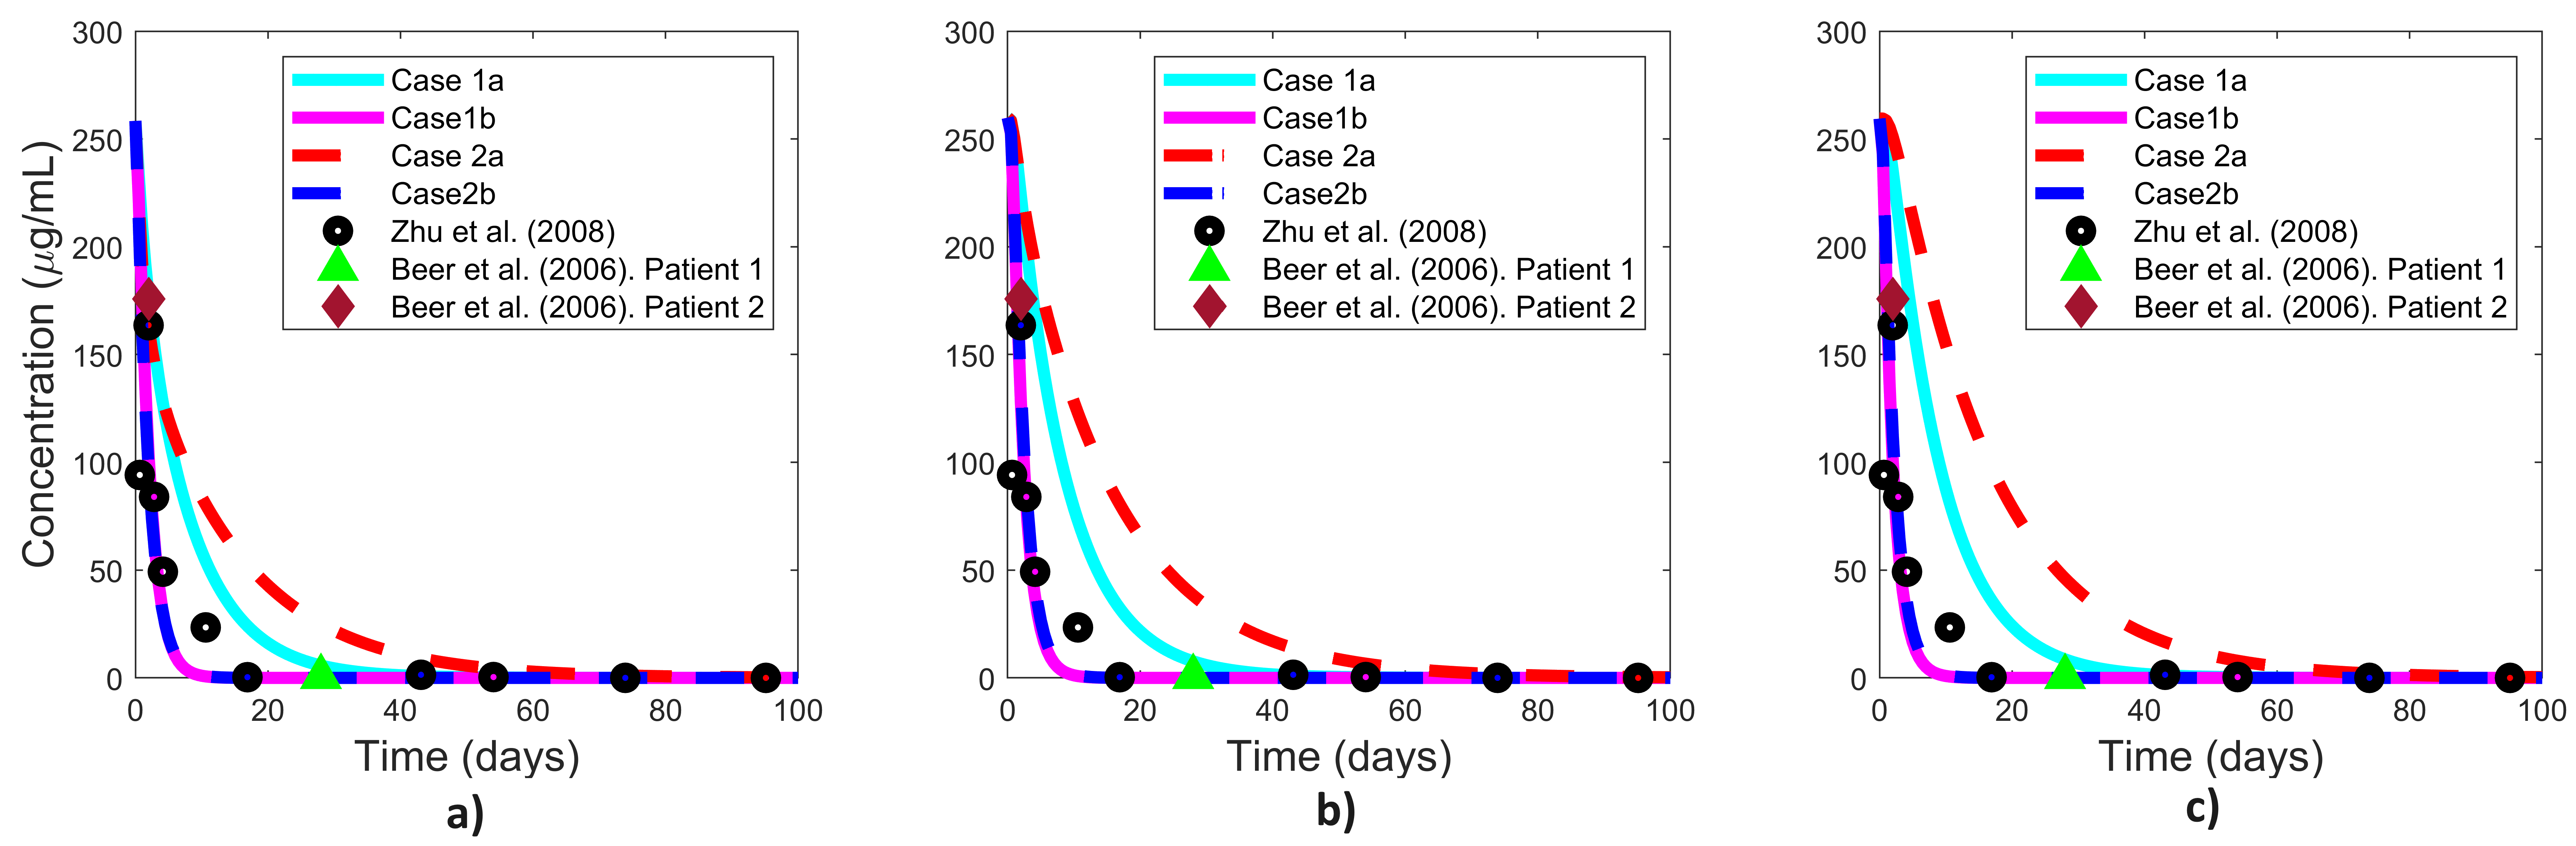 300
250
200
150
100
50
0
Concentration (μg/mL)
Case 1a
Case1b
Case 2a
Case2b
Zhu et al. (2008)
Beer et al. (2006). Patient 1
Beer et al. (2006). Patient 2
0 20 40 60 80 100
Time (days)
a)
300
250
200
150
100
50
0
Case 1a
Case1b
Case 2a
Case2b
Zhu et al. (2008)
Beer et al. (2006). Patient 1
Beer et al. (2006). Patient 2
0 20 40 60 80 100
Time (days)
b)
300
250
200
150
100
50
0
Case 1a
Case1b
Case 2a
Case2b
Zhu et al. (2008)
Beer et al. (2006). Patient 1
Beer et al. (2006). Patient 2
0 20 40 60 80 100
Time (days)
c)